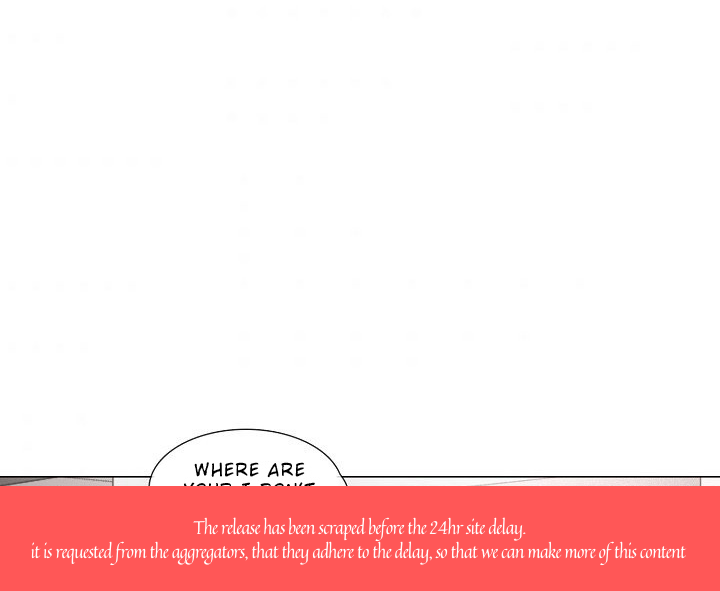 WHERE ARE
The release has been scraped before the 24hr site delay.
it is requested from the aggregators, that they adhere to the delay, so that we can make more of this content